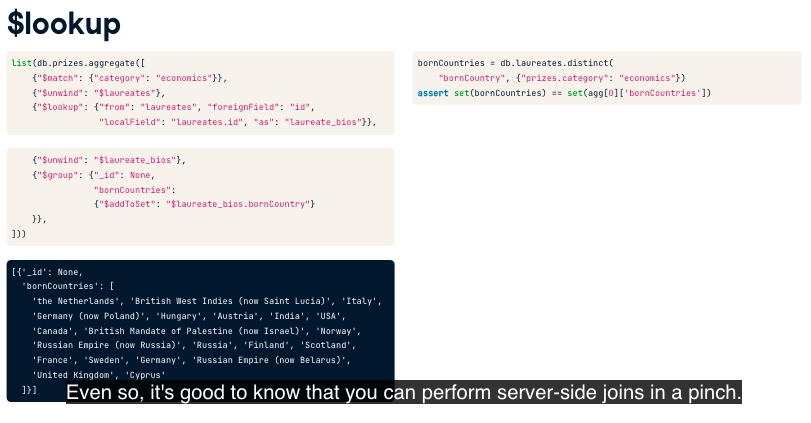 $lookup
list(db.prizes.aggregate([
    {"$match": {"category": "economics"}},
    {"$unwind": "$laureates"},
    {"$lookup": {"from": "laureates", "foreignField": "id",
                 "localField": "laureates.id", "as": "laureate_bios"}},
    {"$unwind": "$laureate_bios"},
    {"$group": {"_id": None,
                "bornCountries":
                {"$addToSet": "$laureate_bios.bornCountry"}
    }},
]))
[{'_id': None,
  'bornCountries': [
    'the Netherlands', 'British West Indies (now Saint Lucia)', 'Italy',
    'Germany (now Poland)', 'Hungary', 'Austria', 'India', 'USA',
    'Canada', 'British Mandate of Palestine (now Israel)', 'Norway',
    'Russian Empire (now Russia)', 'Russia', 'Finland', 'Scotland',
    'France', 'Sweden', 'Germany', 'Russian Empire (now Belarus)',
    'United Kingdom', 'Cyprus'
  ]}]
bornCountries = db.laureates.distinct(
    "bornCountry", {"prizes.category": "economics"})
assert set(bornCountries) == set(agg[0]['bornCountries'])
Even so, it's good to know that you can perform server-side joins in a pinch.